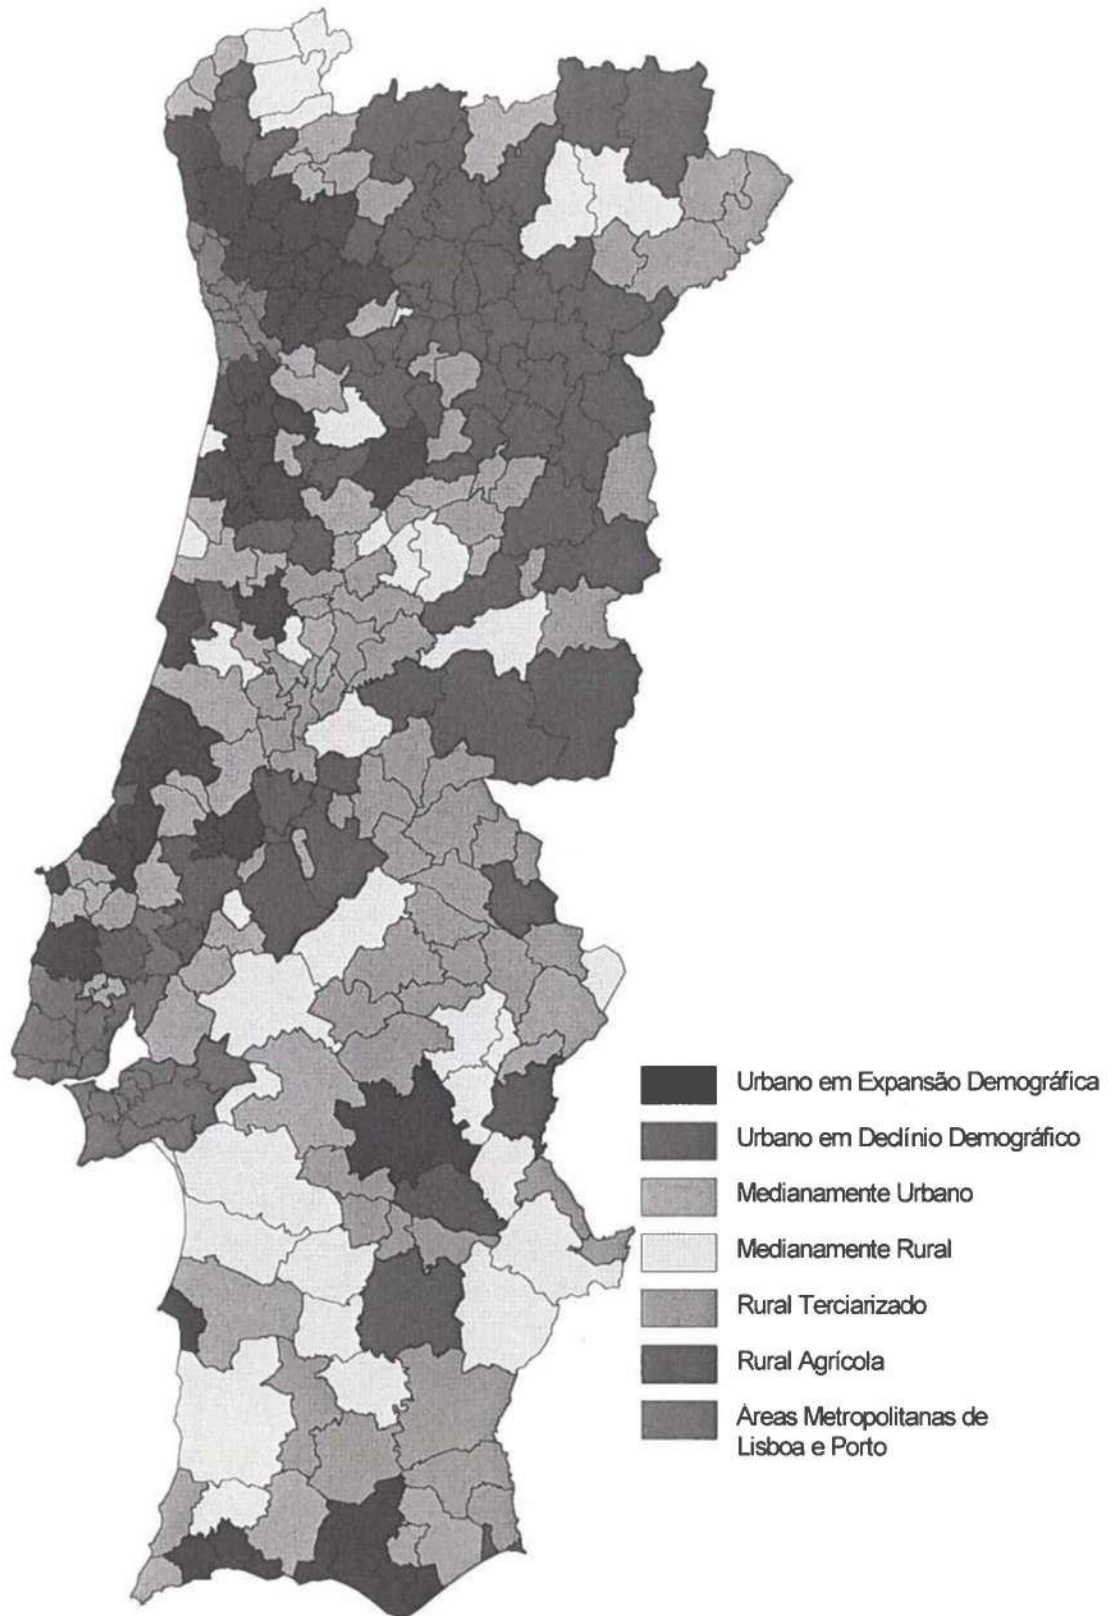 Urbano em Expansão Demográfica
Urbano em Declínio Demográfico
Medianamente Urbano
Medianamente Rural
Rural Terciarizado
Rural Agrícola
Áreas Metropolitanas de
Lisboa e Porto